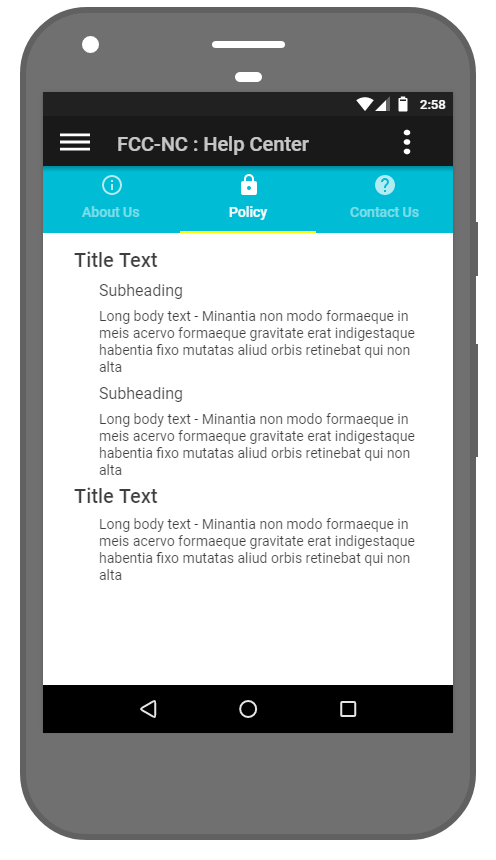 2:58
FCC-NC : Help Center
About Us
Policy
Contact Us
Title Text
Subheading
Long body text - Minantia non modo formaeque in
meis acervo formaeque gravitate erat indigestaque
habentia fixo mutatas aliud orbis retinebat qui non
alta
Subheading
Long body text - Minantia non modo formaeque in
meis acervo formaeque gravitate erat indigestaque
habentia fixo mutatas aliud orbis retinebat qui non
alta
Title Text
Long body text - Minantia non modo formaeque in
meis acervo formaeque gravitate erat indigestaque
habentia fixo mutatas aliud orbis retinebat qui non
alta